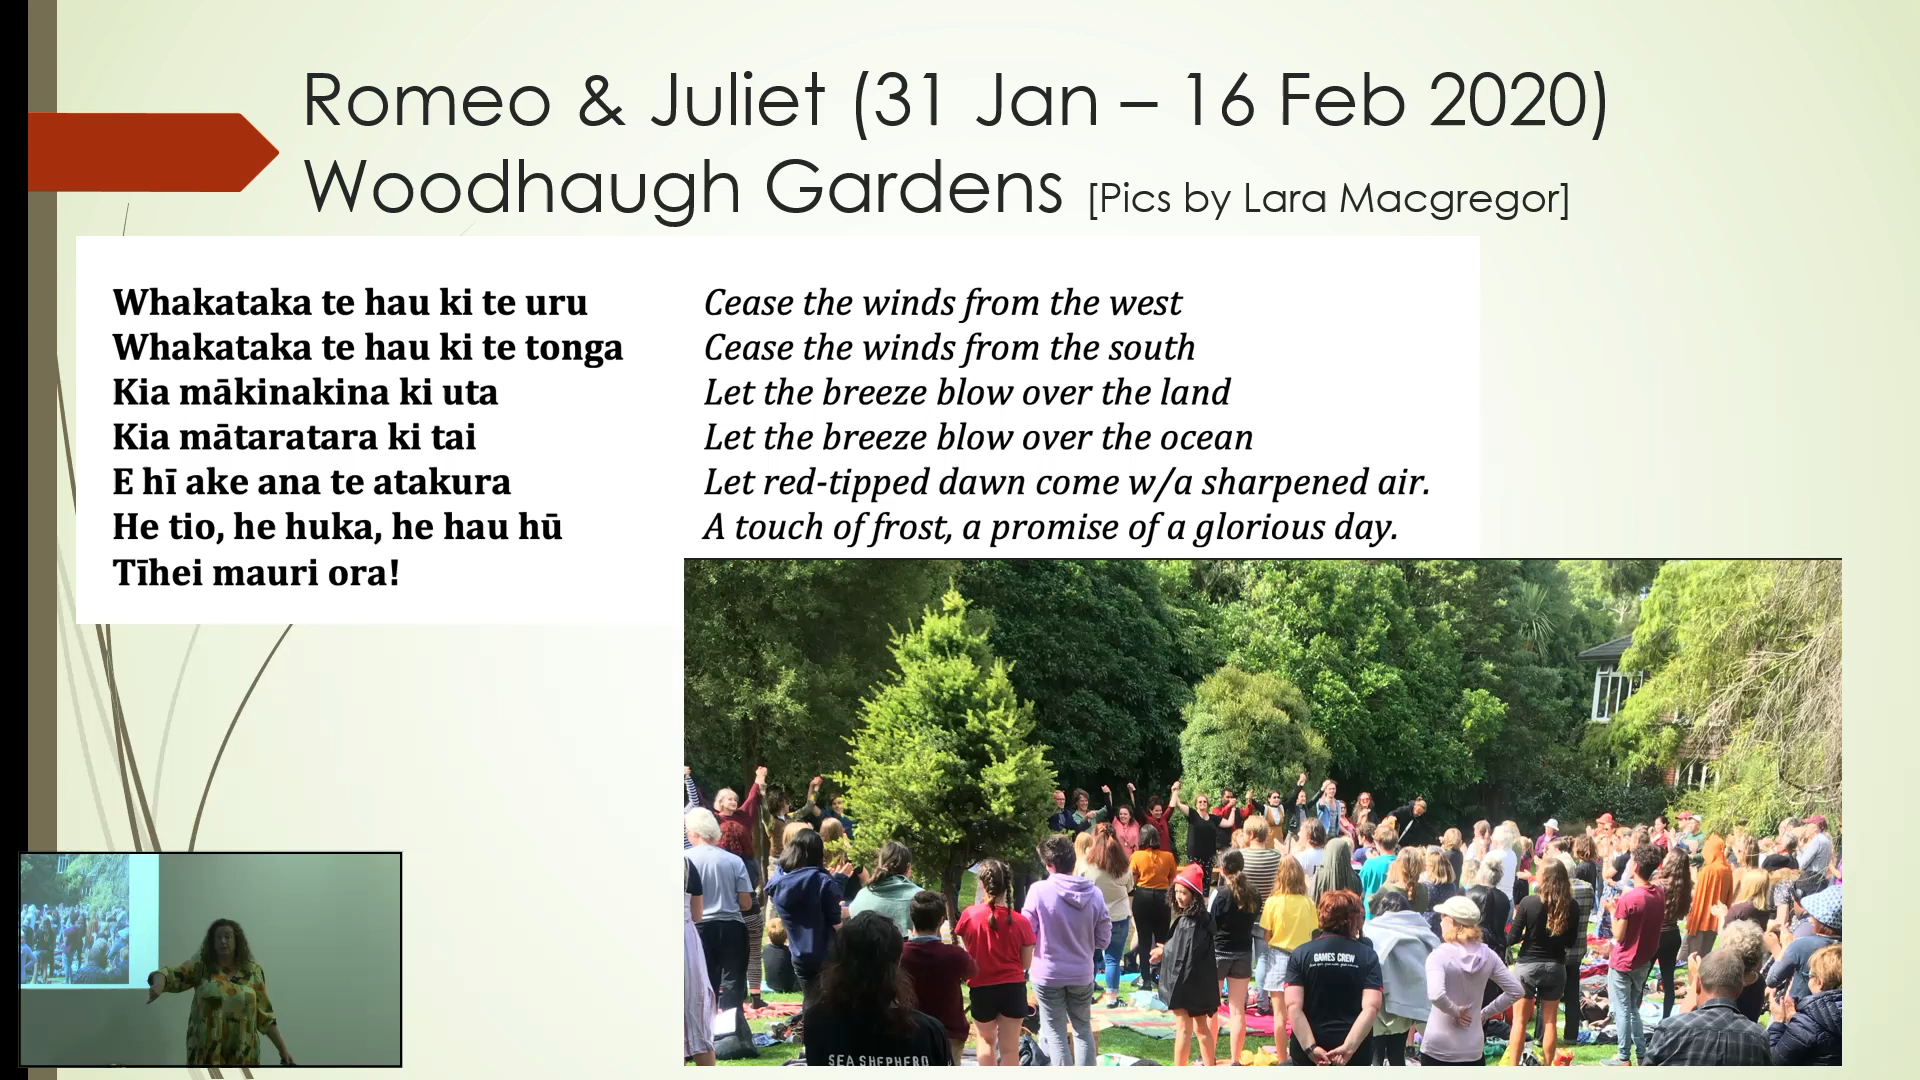 Romeo & Juliet (31 Jan – 16 Feb 2020)
Woodhaugh Gardens [Pics by Lara Macgregor]
Whakataka te hau ki te uru
Whakataka te hau ki te tonga
Kia mākinakina ki uta
Kia mātaratara ki tai
E hī ake ana te atakura
He tio, he huka, he hau hū
Tīhei mauri ora!
Cease the winds from the west
Cease the winds from the south
Let the breeze blow over the land
Let the breeze blow over the ocean
Let red-tipped dawn come w/a sharpened air.
A touch of frost, a promise of a glorious day.
GAMES CREW
SEA SHEPHERD